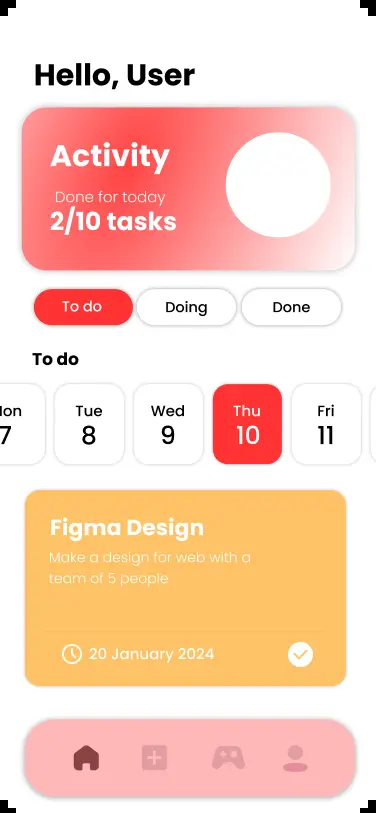 Hello, User
Activity
Done for today
2/10 tasks
To do Doing Done
To do
Tue Wed Thu Fri
7 8 9 10 11
Figma Design
Make a design for web with a
team of 5 people
20 January 2024